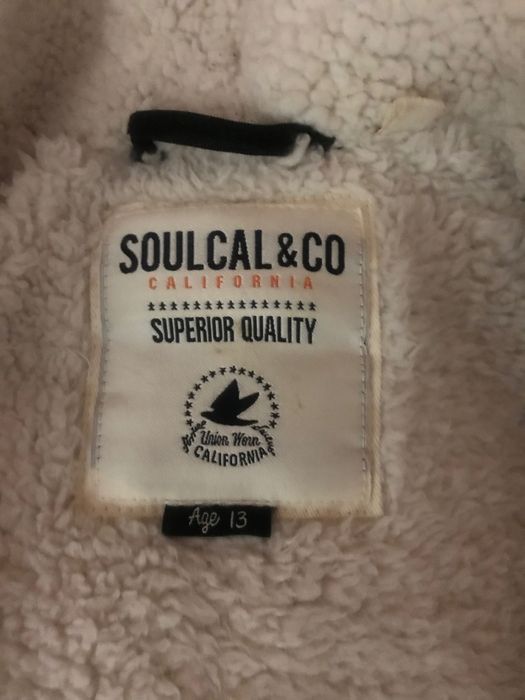 SOULCAL&CO
CALIFORNIA
SUPERIOR QUALITY
Union Worn
CALIFORNIA
Age 13